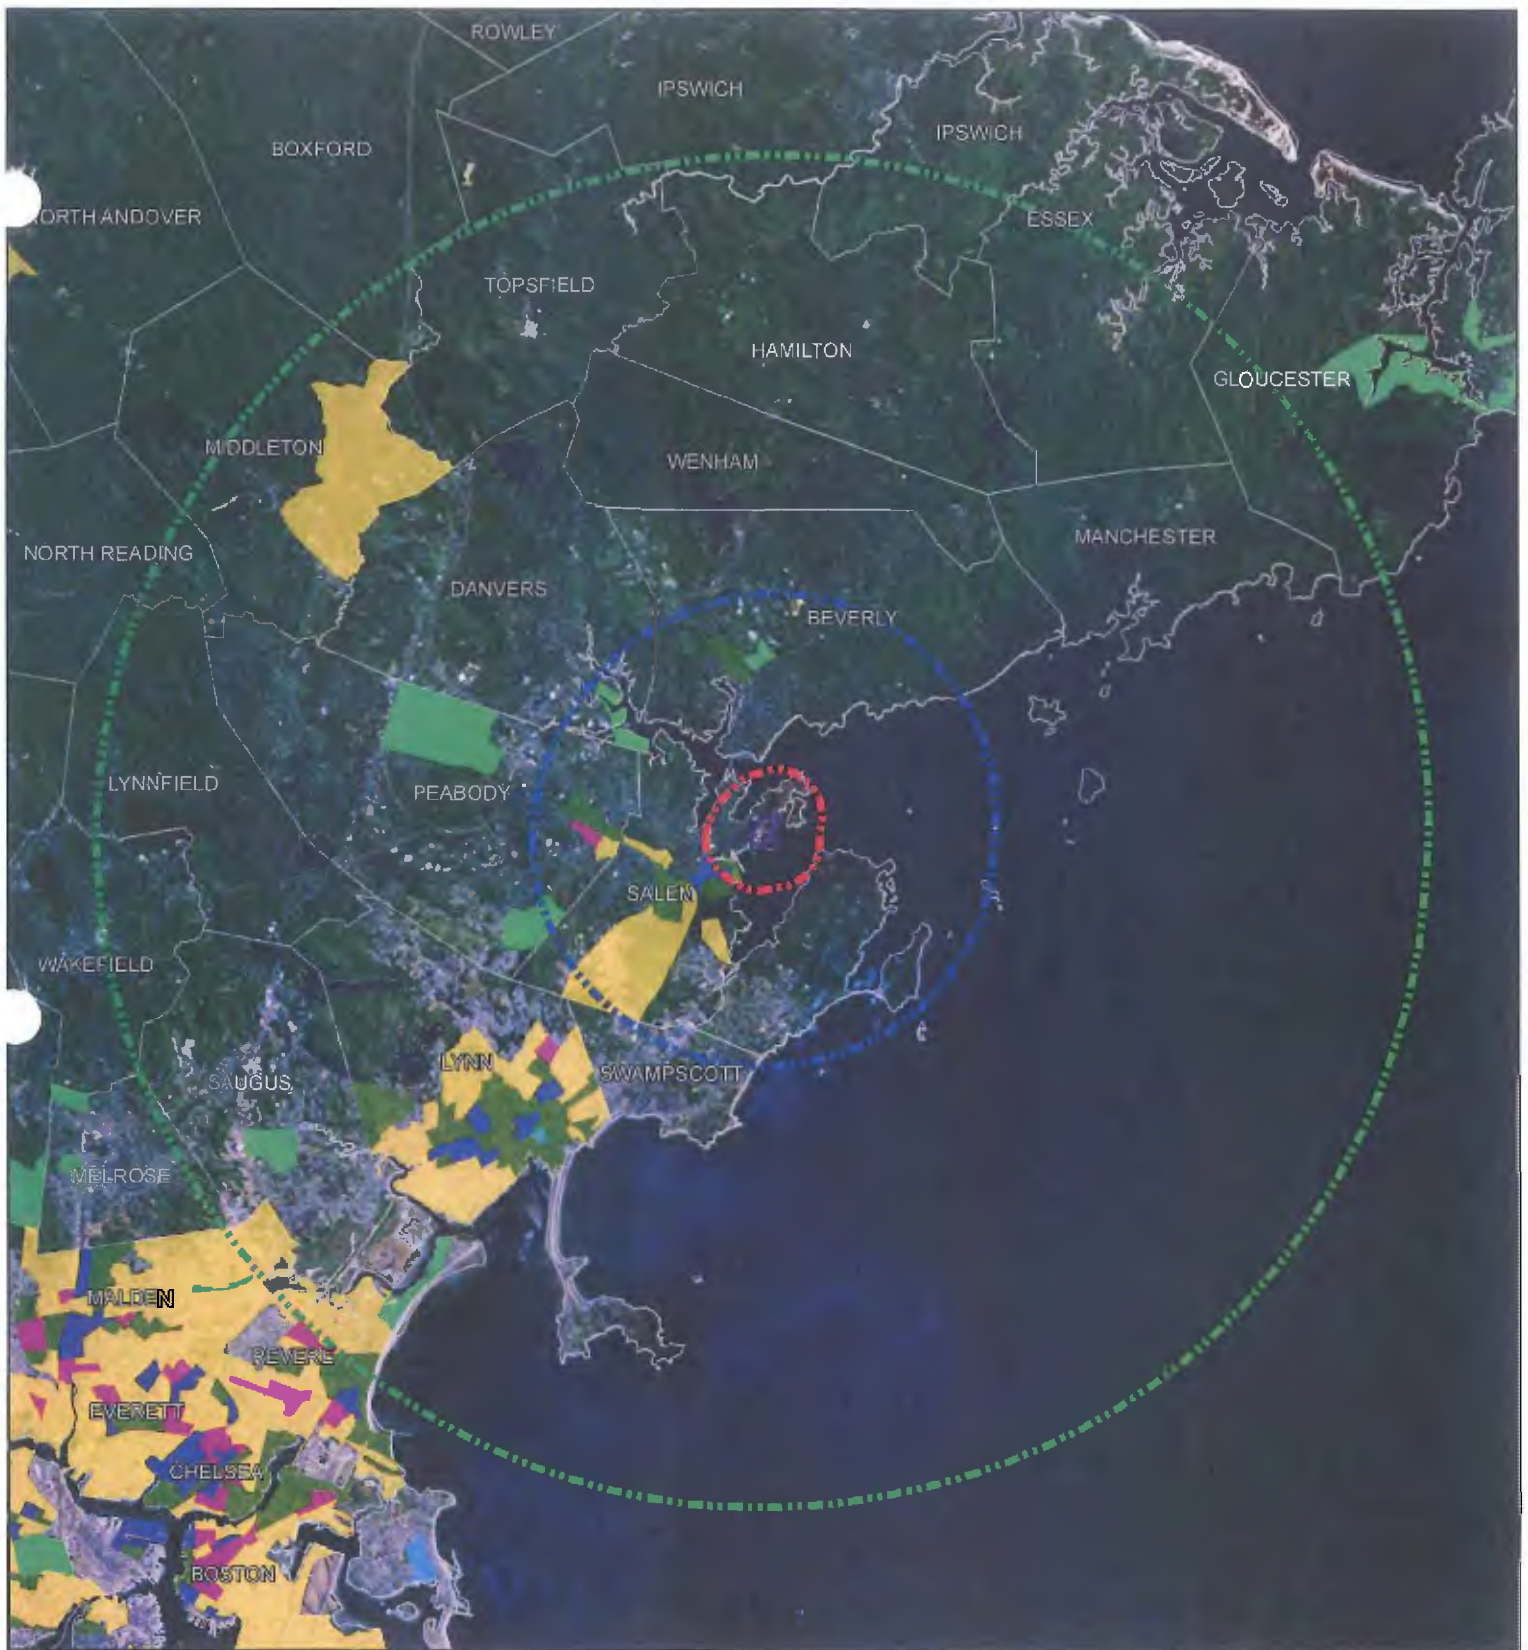 ROWLEY
IPSWICH
IPSWICH
BOXFORD
NORTH ANDOVER
ESSEX
TOPSFIELD
HAMILTON
GLOUCESTER
MIDDLETON
WENHAM
MANCHESTER
NORTH READING
DANVERS
BEVERLY
LYNNFIELD
PEABODY
SALEM
WAKEFIELD
LYNN
SWAMPSCOTT
SAUGUS
MELROSE
MALDEN
REVERE
EVERETT
CHELSEA
BOSTON